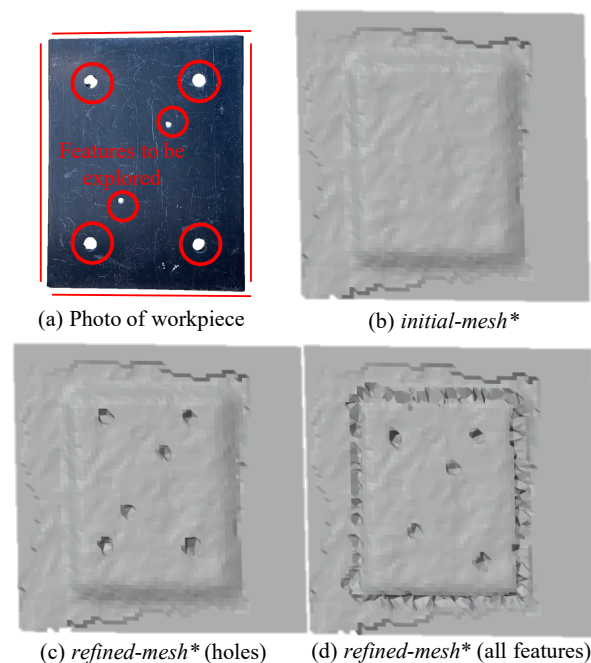 Features to be
explored
(a) Photo of workpiece
(b) initial-mesh*
(c) refined-mesh* (holes)
(d) refined-mesh* (all features)